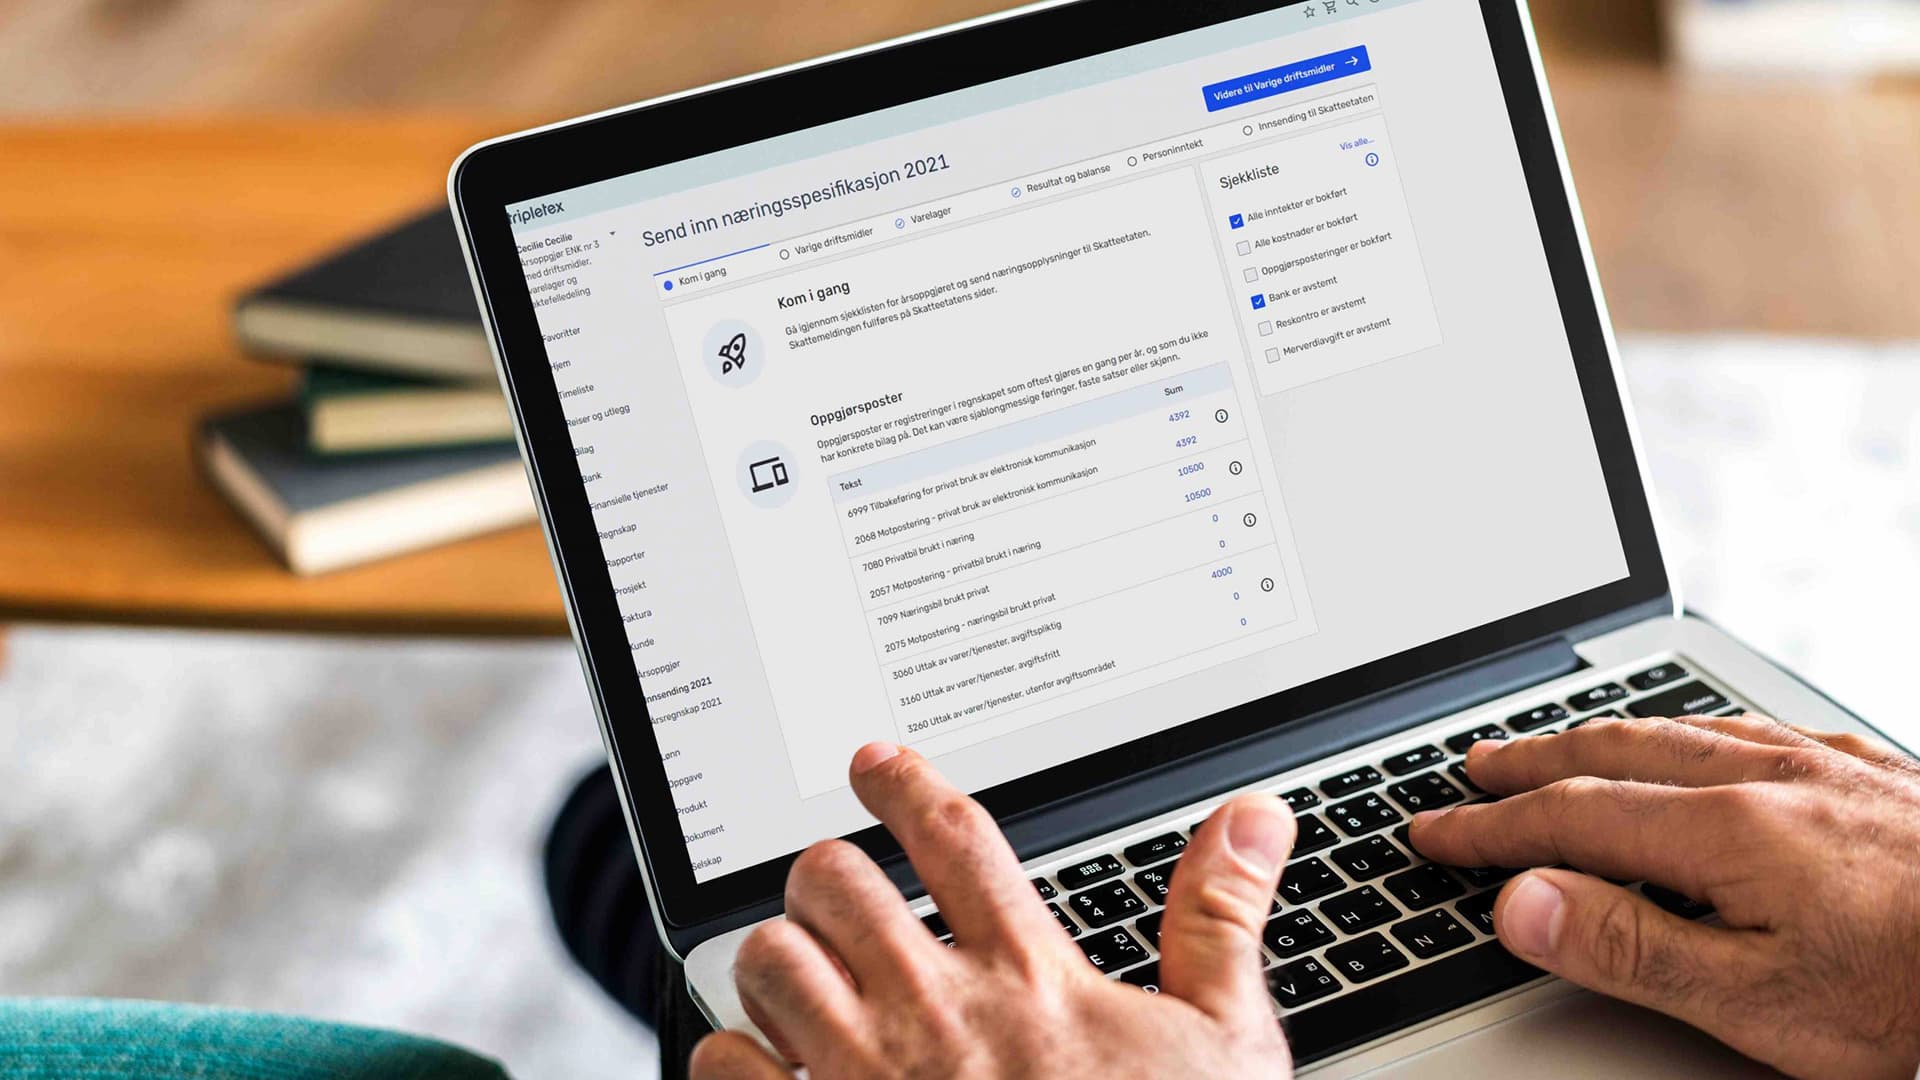 tripletex
Cecilie Cecilie
Årsoppgjør ENK nr 3
med driftsmidler,
varelager og
ektefelledeling
Favoritter
Hjem
Timeliste
Reiser og utlegg
Bilag
Bank
Finansielle tjenester
Regnskap
Rapporter
Prosjekt
Faktura
Kunde
Årsoppgjør
Innsending 2021
Årsregnskap 2021
Lønn
Oppgave
Produkt
Dokument
Selskap
Send inn næringsspesifikasjon 2021
Videre til Varige driftsmidler
Kom i gang
Varige driftsmidler
Varelager
Resultat og balanse
Personinntekt
Innsending til Skatteetaten
Kom i gang
Gå igjennom sjekklisten for årsoppgjøret og send næringsopplysninger til Skatteetaten.
Skattemeldingen fullføres på Skatteetatens sider.
Oppgjørsposter
Oppgjørsposter er registreringer i regnskapet som oftest gjøres en gang per år, og som du ikke
har konkrete bilag på. Det kan være sjablongmessige føringer, faste satser eller skjønn.
Tekst Sum
6999 Tilbakeføring for privat bruk av elektronisk kommunikasjon 4392
2068 Motpostering - privat bruk av elektronisk kommunikasjon 4392
7080 Privatbil brukt i næring 10500
2057 Motpostering - privatbil brukt i næring 10500
7099 Næringsbil brukt privat 0
2075 Motpostering - næringsbil brukt privat 0
3060 Uttak av varer/tjenester, avgiftspliktig 4000
3160 Uttak av varer/tjenester, avgiftsfritt 0
3260 Uttak av varer/tjenester, utenfor avgiftsområdet 0
Sjekkliste
Vis alle...
Alle inntekter er bokført
Alle kostnader er bokført
Oppgjørsposteringer er bokført
Bank er avstemt
Reskontro er avstemt
Merverdiavgift er avstemt
delete
$ 4
% 5
* 8
( 9
E
Y
U
G
H
J
V
B
N
D